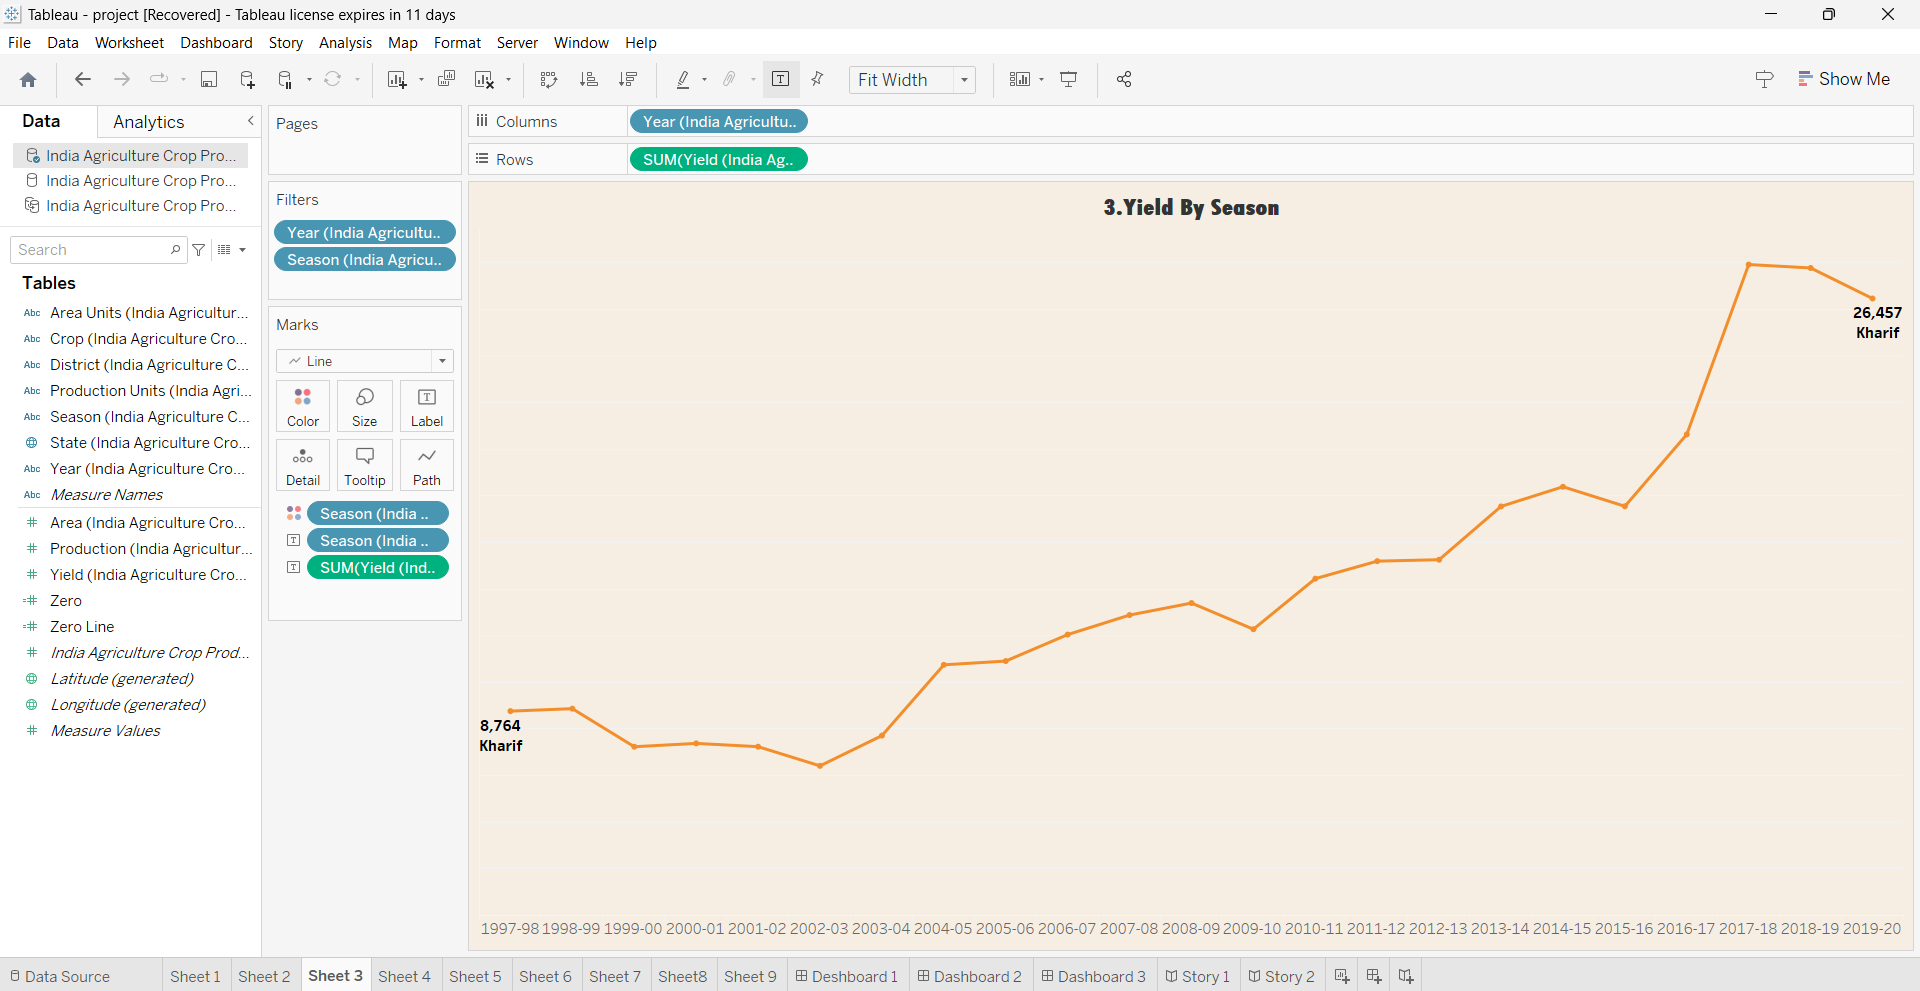 Tableau - project [Recovered] - Tableau license expires in 11 days
File Data Worksheet Dashboard Story Analysis Map Format Server Window Help
Fit Width
Show Me
Data Analytics
India Agriculture Crop Pro...
India Agriculture Crop Pro...
India Agriculture Crop Pro...
Search
Tables
Abc Area Units (India Agricultur...
Abc Crop (India Agriculture Cro...
Abc District (India Agriculture C...
Abc Production Units (India Agri...
Abc Season (India Agriculture C...
State (India Agriculture Cro...
Abc Year (India Agriculture Cro...
Abc Measure Names
# Area (India Agriculture Cro...
# Production (India Agricultur...
# Yield (India Agriculture Cro...
=# Zero
=# Zero Line
# India Agriculture Crop Prod...
Latitude (generated)
Longitude (generated)
# Measure Values
Pages
Filters
Year (India Agricultu..
Season (India Agricu..
Marks
Line
Color Size Label
Detail Tooltip Path
Season (India ..
Season (India ..
SUM(Yield (Ind..
Columns Year (India Agricultu..
Rows SUM(Yield (India Ag..
3.Yield By Season
26,457
Kharif
8,764
Kharif
1997-98 1998-99 1999-00 2000-01 2001-02 2002-03 2003-04 2004-05 2005-06 2006-07 2007-08 2008-09 2009-10 2010-11 2011-12 2012-13 2013-14 2014-15 2015-16 2016-17 2017-18 2018-19 2019-20
Data Source Sheet 1 Sheet 2 Sheet 3 Sheet 4 Sheet 5 Sheet 6 Sheet 7 Sheet8 Sheet 9 Deshboard 1 Dashboard 2 Dashboard 3 Story 1 Story 2